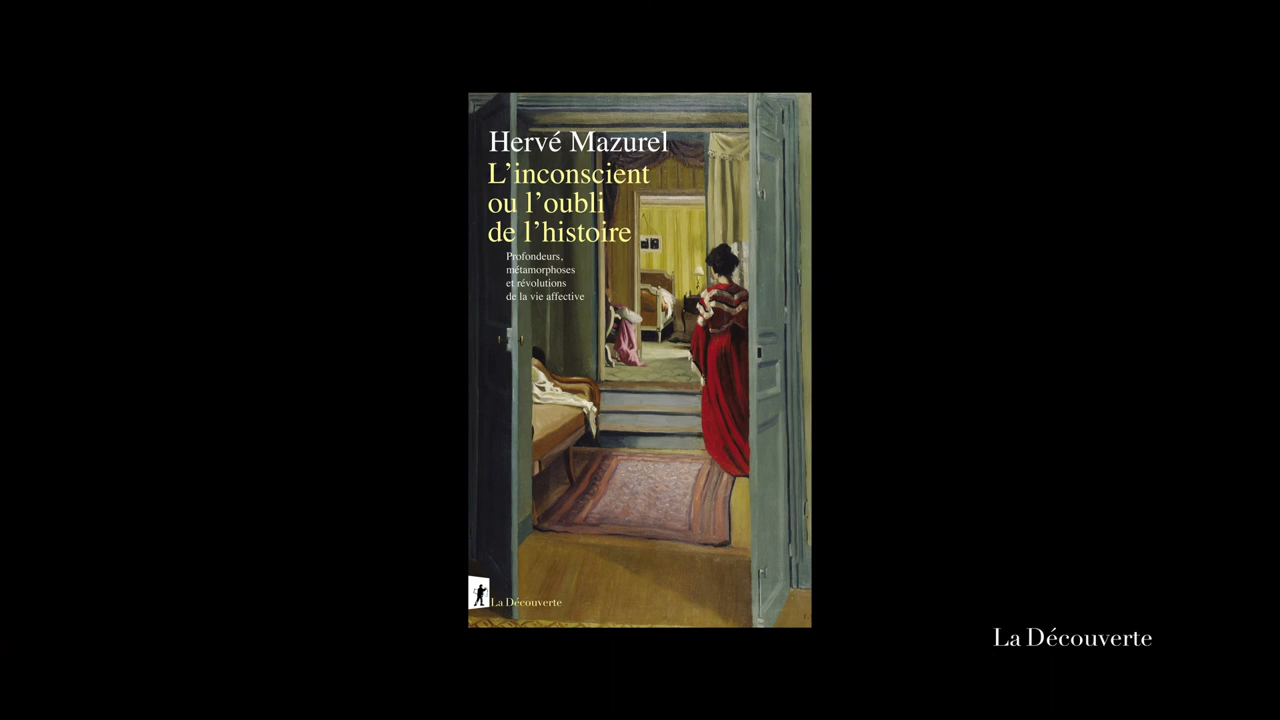 Hervé Mazurel
L’inconscient
ou l’oubli
de l’histoire
Profondeurs,
métamorphoses
et révolutions
de la vie affective
La Découverte
La Découverte